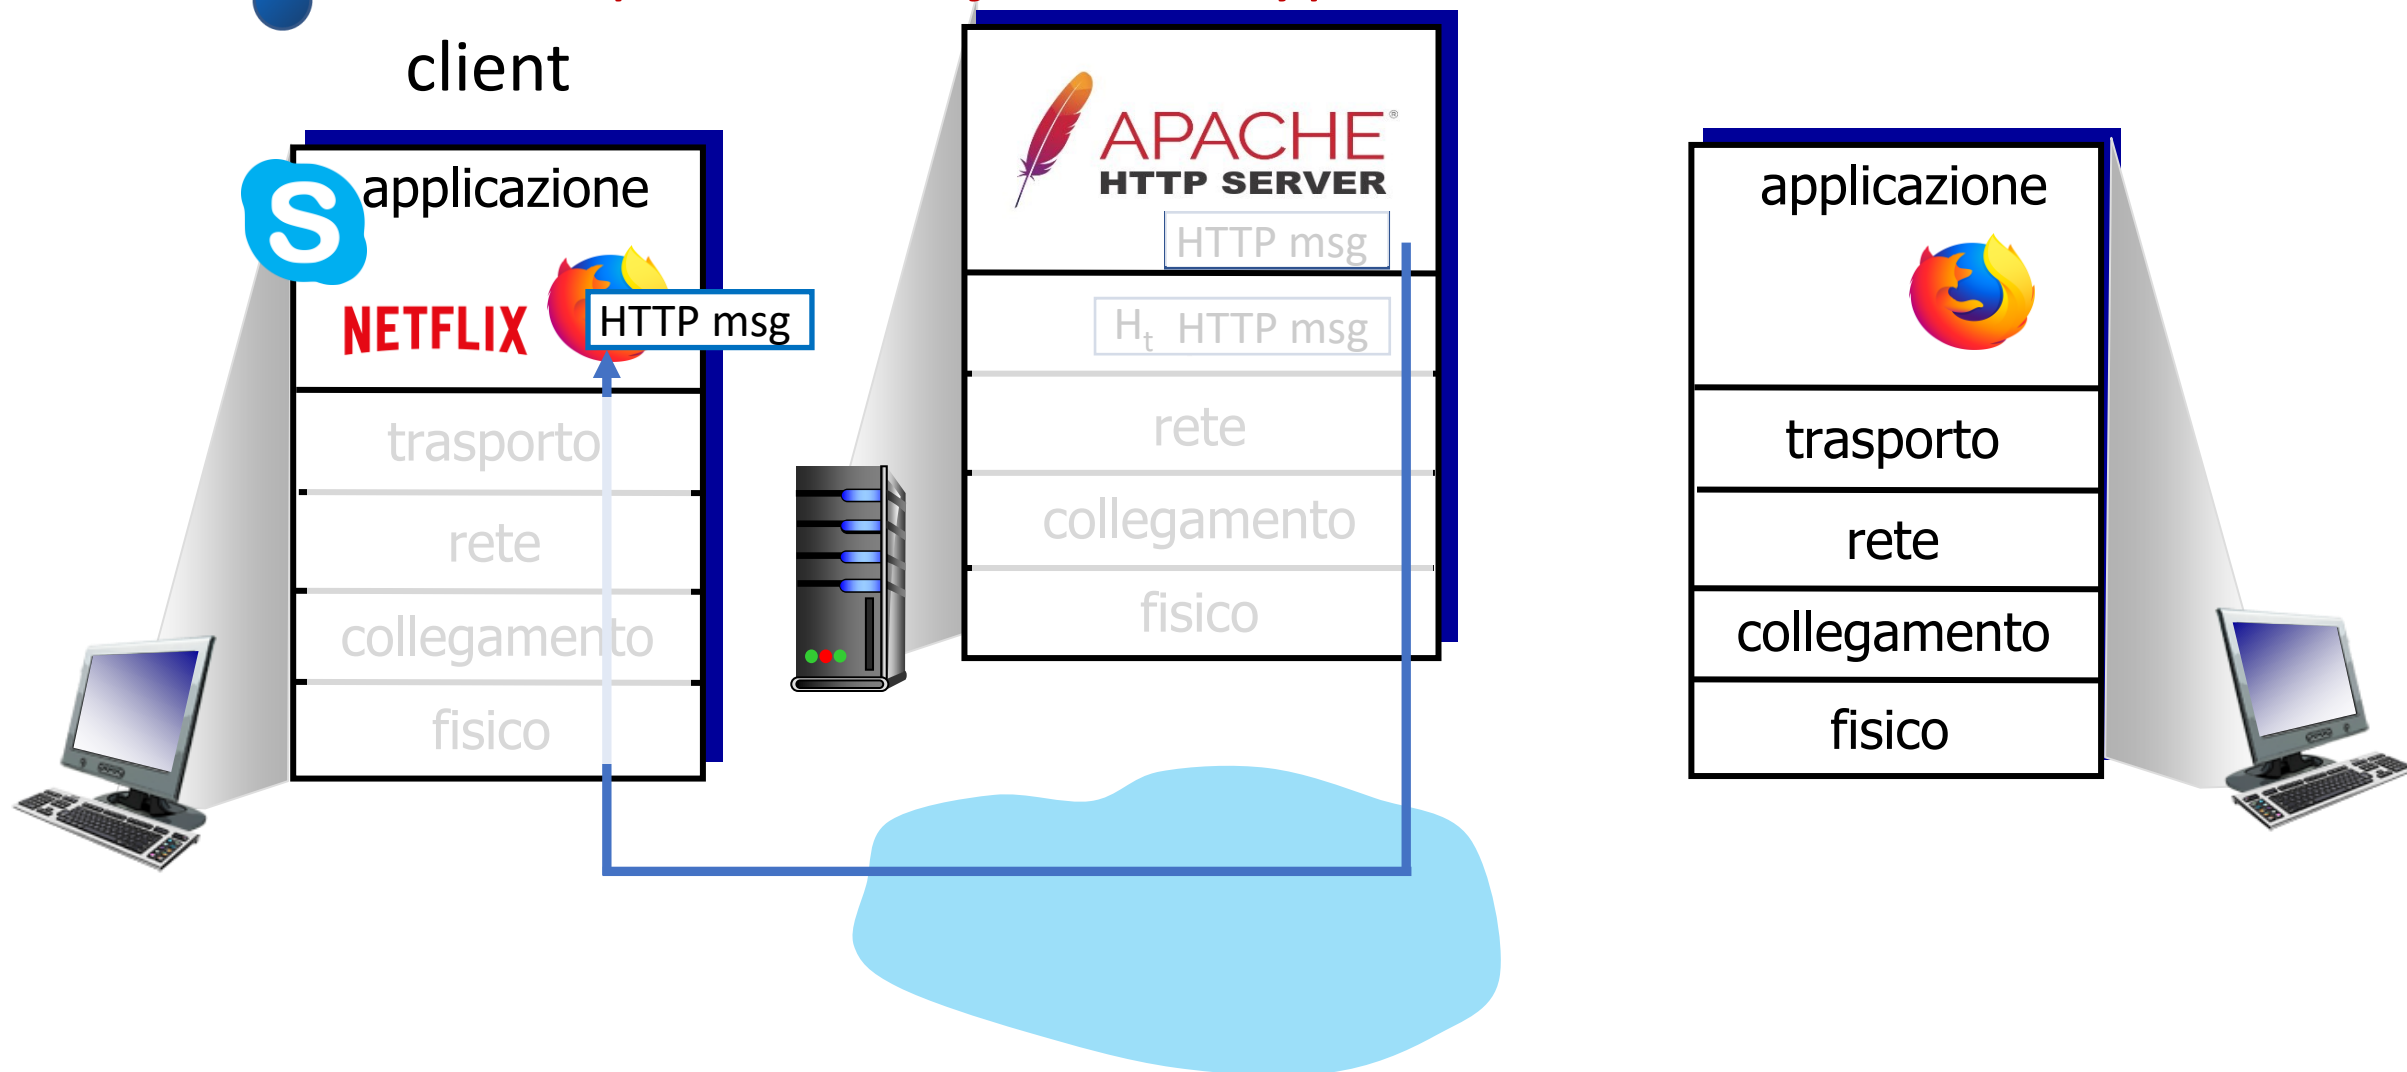 client
applicazione
NETFLIX
HTTP msg
trasporto
rete
collegamento
fisico
APACHE®
HTTP SERVER
HTTP msg
Ht HTTP msg
rete
collegamento
fisico
applicazione
trasporto
rete
collegamento
fisico